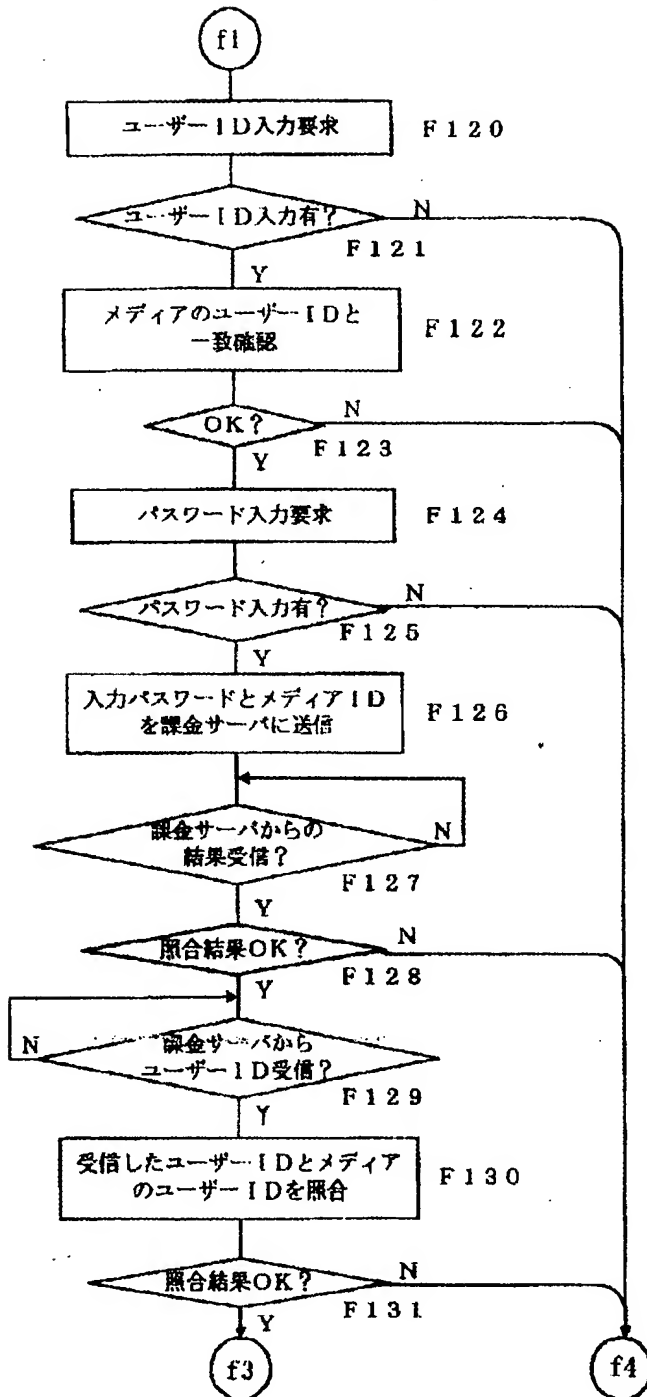 f1
ユーザーID入力要求
F120
ユーザーID入力有?
N
F121
Y
メディアのユーザーIDと
一致確認
F122
OK?
N
F123
Y
パスワード入力要求
F124
パスワード入力有?
N
F125
Y
入力パスワードとメディアID
を課金サーバに送信
F126
課金サーバからの
結果受信?
N
F127
Y
照合結果OK?
N
F128
Y
課金サーバから
ユーザーID受信?
N
F129
Y
受信したユーザーIDとメディア
のユーザーIDを照合
F130
照合結果OK?
N
F131
Y
f3
f4